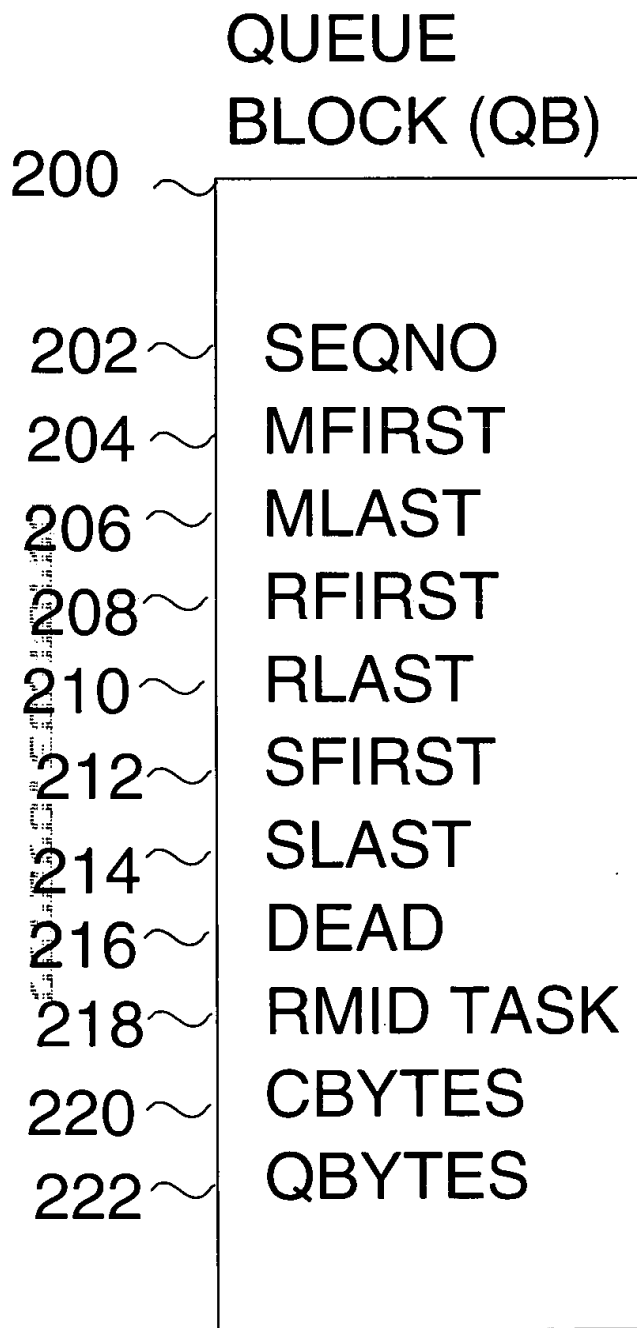 QUEUE
BLOCK (QB)
200
202 SEQNO
204 MFIRST
206 MLAST
208 RFIRST
210 RLAST
212 SFIRST
214 SLAST
216 DEAD
218 RMID TASK
220 CBYTES
222 QBYTES